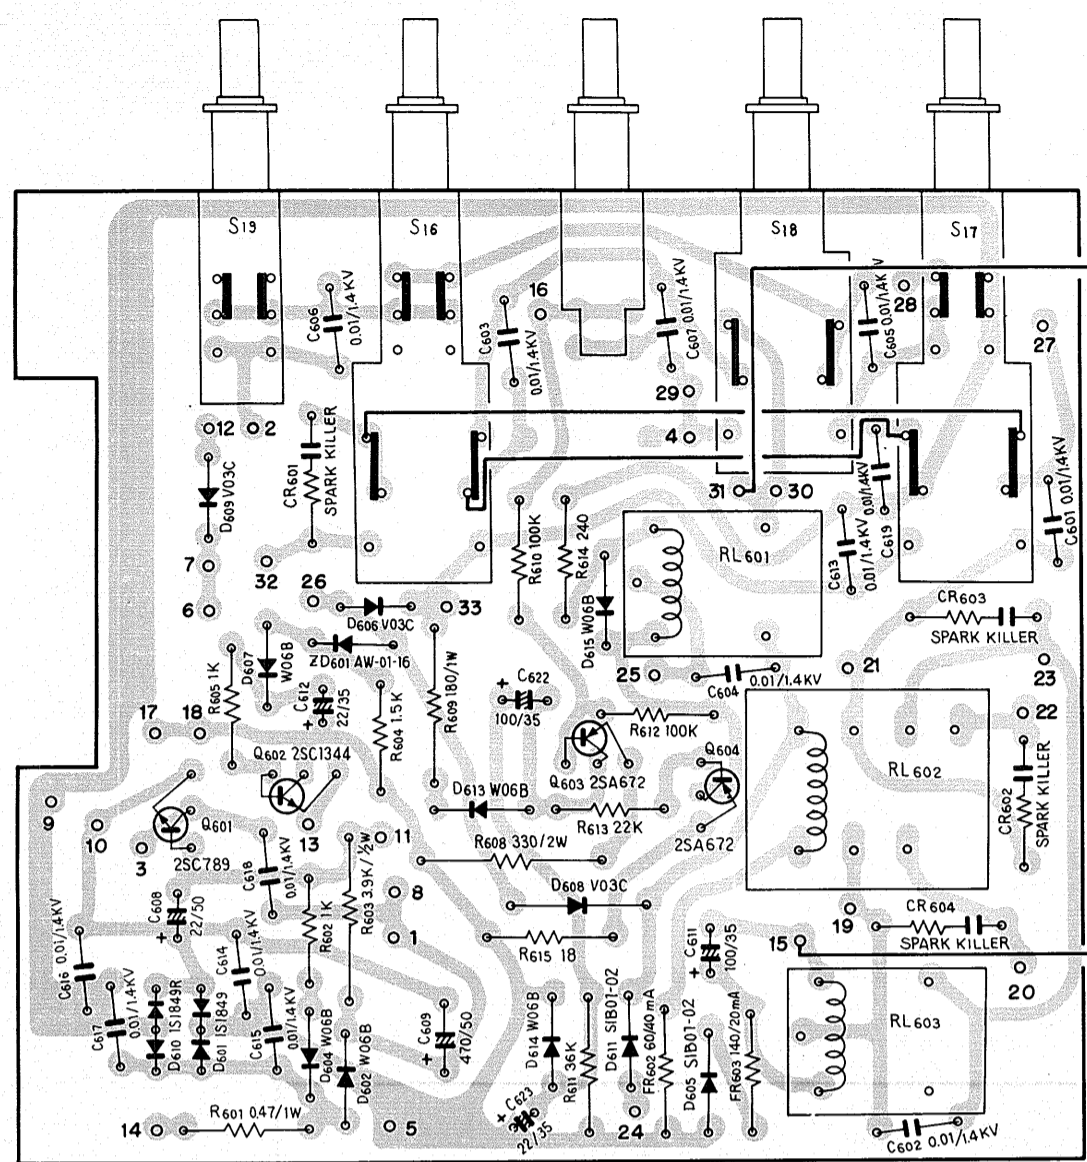 S19
S16
S18
S17
C606
0.01/1.4KV
C603
0.01/1.4KV
16
C607 0.01/1.4KV
C605 0.01/1.4KV
28
27
29
12
2
4
CR601
SPARK KILLER
D609 V03C
31
30
0.01/1.4KV
C619
C601
0.01/1.4KV
7
32
26
6
33
D606 V03C
ZD601 AW-01-16
R610 100K
R614 240
D615 W06B
RL601
C613
0.01/1.4KV
CR603
SPARK KILLER
R605 1K
D607
W06B
C612
22/35
+
R604 1.5K
R609 180/1W
C622
+
100/35
25
C604
0.01/1.4KV
21
23
17
18
22
Q602 2SC1344
R612 100K
Q603 2SA672
Q604
2SA672
RL602
CR602
SPARK KILLER
9
10
3
Q601
2SC789
13
11
D613 W06B
R613 22K
R608 330/2W
C618
0.01/1.4KV
R603 3.9K/½W
8
D608 V03C
C608
22/50
+
R602 1K
1
R615 18
C611
100/35
+
15
19
CR604
SPARK KILLER
20
C616 0.01/1.4KV
C617
0.01/1.4KV
D610 1S1849R
D601 1S1849
C614
0.01/1.4KV
C615
0.01/1.4KV
D604 W06B
D602 W06B
C609
470/50
+
D614 W06B
R611 36K
D611 SIB01-02
FR602 60/40mA
D605 SIB01-02
FR603 140/20mA
RL603
14
R601 0.47/1W
5
+
C623
22/35
24
C602 0.01/1.4KV